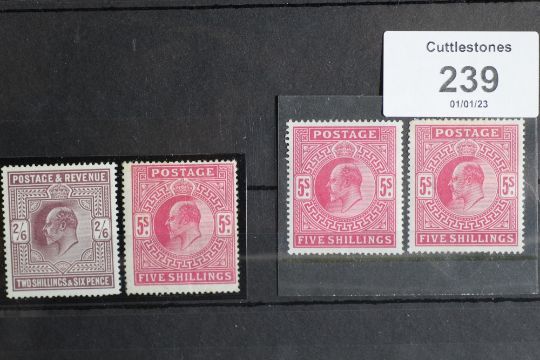 Cuttlestones
239
01/01/23
POSTAGE & REVENUE
2/6 2/6
TWO SHILLINGS & SIX PENCE
POSTAGE
5S. 5S.
FIVE SHILLINGS
POSTAGE
5S 5S
FIVE SHILLINGS
POSTAGE
5S 5S
FIVE SHILLINGS